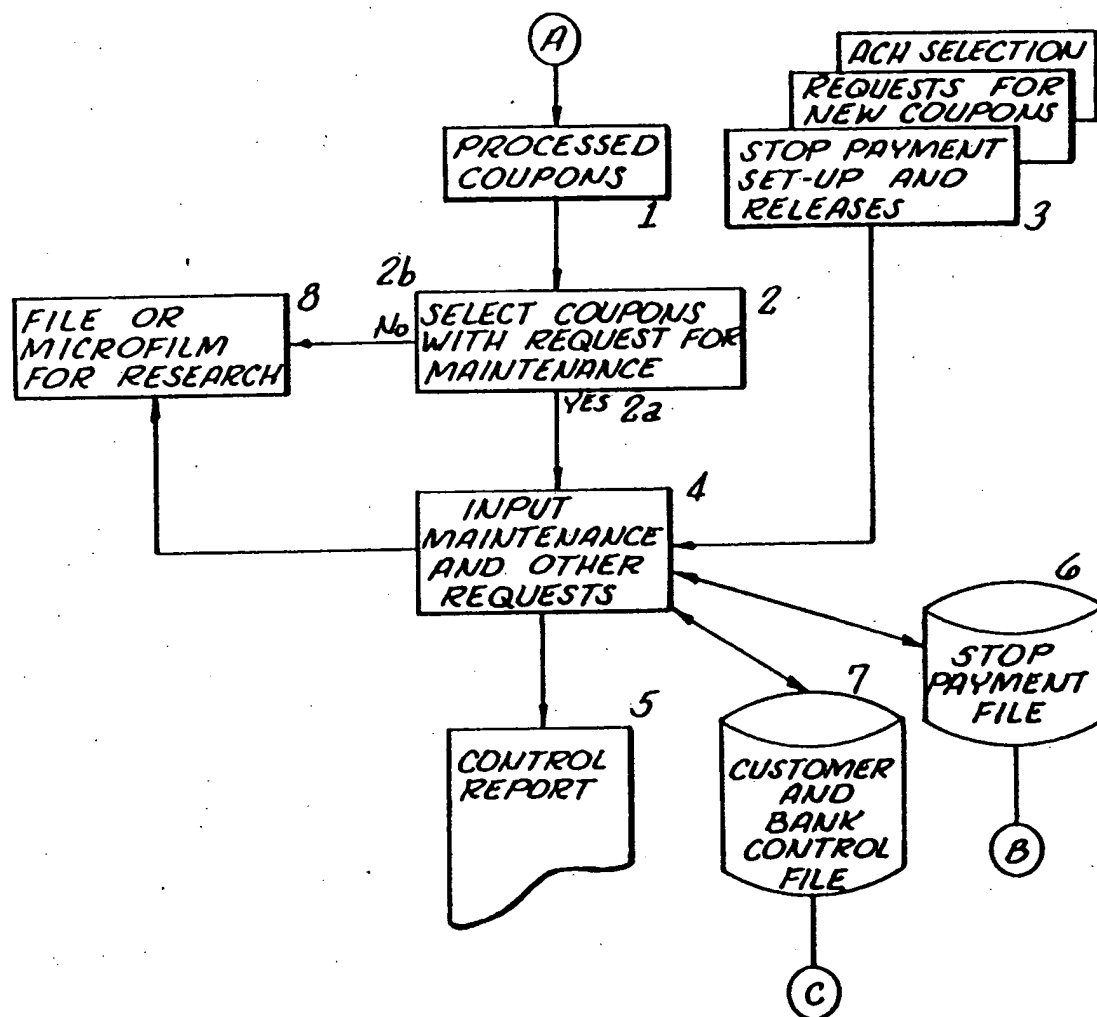 A
ACH SELECTION
REQUESTS FOR
NEW COUPONS
STOP PAYMENT
SET-UP AND
RELEASES
3
PROCESSED
COUPONS
1
2b
No
SELECT COUPONS
WITH REQUEST FOR
MAINTENANCE
2
YES 2a
8
FILE OR
MICROFILM
FOR RESEARCH
4
INPUT
MAINTENANCE
AND OTHER
REQUESTS
6
STOP
PAYMENT
FILE
B
5
CONTROL
REPORT
7
CUSTOMER
AND
BANK
CONTROL
FILE
C